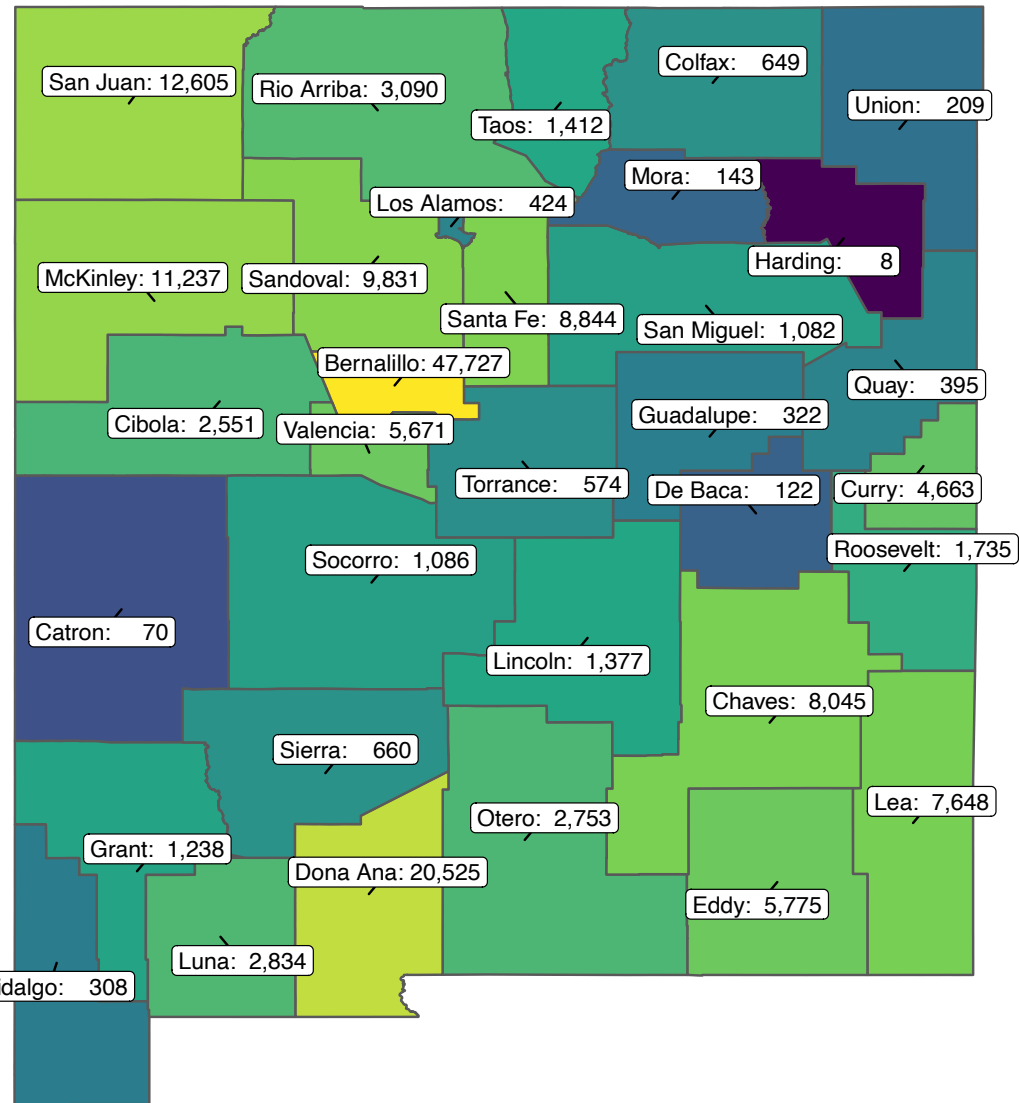 Colfax: 649
San Juan: 12,605
Rio Arriba: 3,090
Union: 209
Taos: 1,412
Mora: 143
Los Alamos: 424
Harding: 8
McKinley: 11,237
Sandoval: 9,831
Santa Fe: 8,844
San Miguel: 1,082
Bernalillo: 47,727
Quay: 395
Guadalupe: 322
Cibola: 2,551
Valencia: 5,671
Torrance: 574
De Baca: 122
Curry: 4,663
Roosevelt: 1,735
Socorro: 1,086
Catron: 70
Lincoln: 1,377
Chaves: 8,045
Sierra: 660
Lea: 7,648
Otero: 2,753
Grant: 1,238
Dona Ana: 20,525
Eddy: 5,775
Luna: 2,834
idalgo: 308